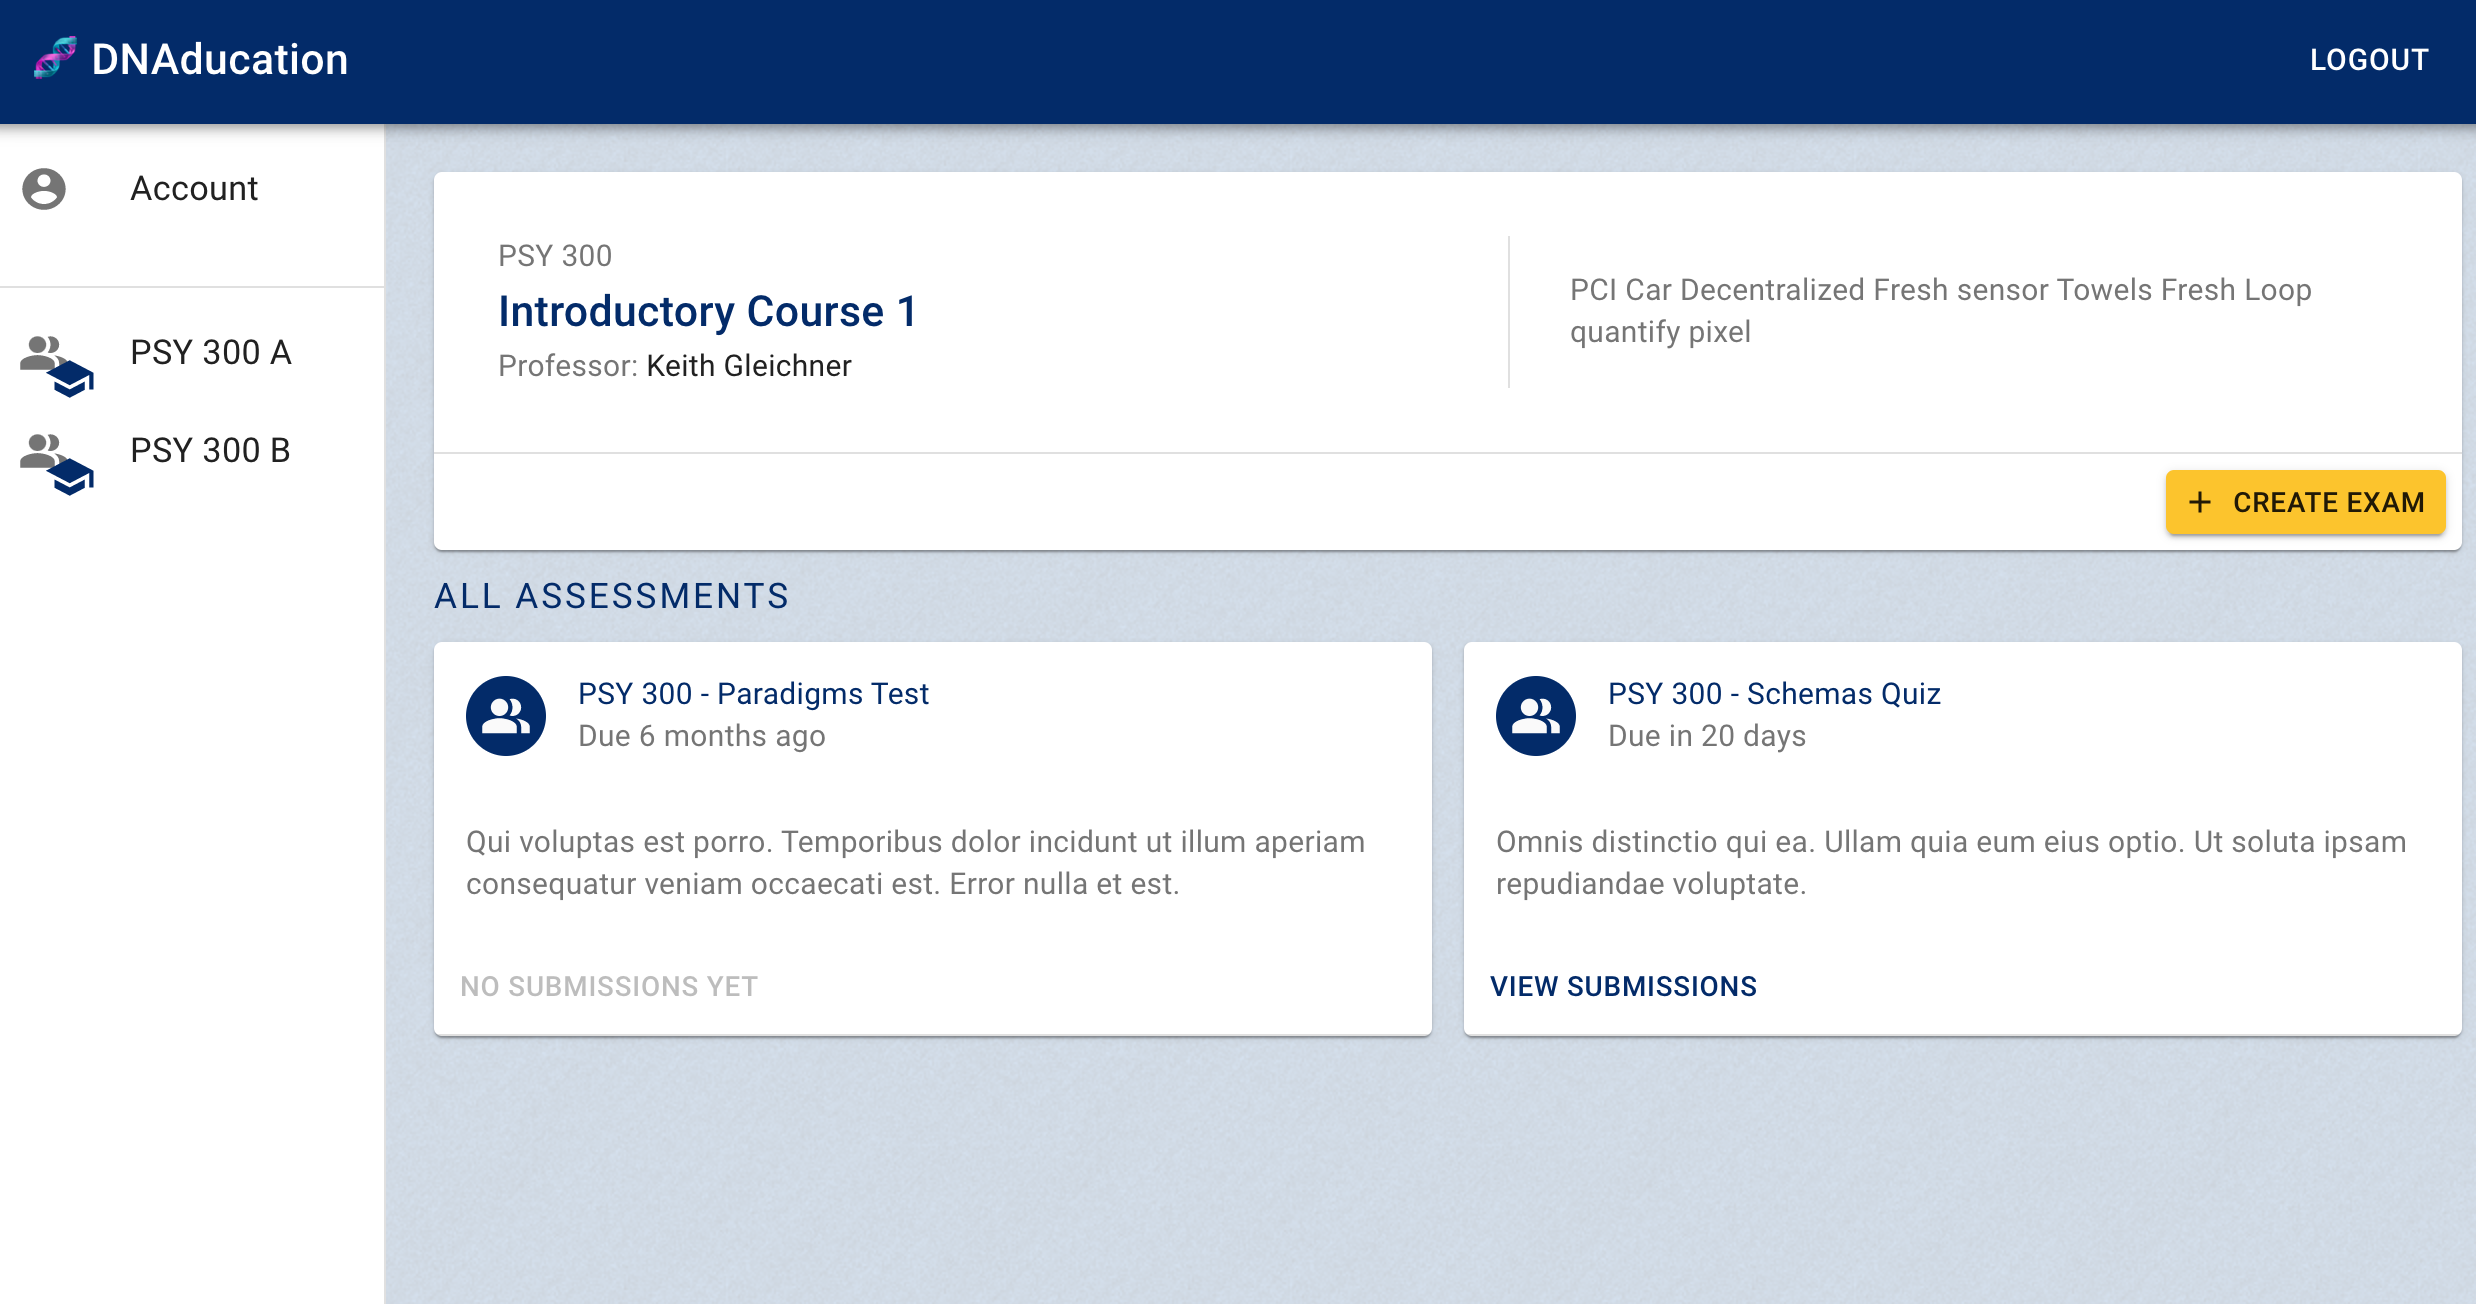 DNAducation
LOGOUT
Account
PSY 300 A
PSY 300 B
PSY 300
Introductory Course 1
Professor: Keith Gleichner
PCI Car Decentralized Fresh sensor Towels Fresh Loop
quantify pixel
+ CREATE EXAM
ALL ASSESSMENTS
PSY 300 - Paradigms Test
Due 6 months ago
Qui voluptas est porro. Temporibus dolor incidunt ut illum aperiam
consequatur veniam occaecati est. Error nulla et est.
NO SUBMISSIONS YET
PSY 300 - Schemas Quiz
Due in 20 days
Omnis distinctio qui ea. Ullam quia eum eius optio. Ut soluta ipsam
repudiandae voluptate.
VIEW SUBMISSIONS